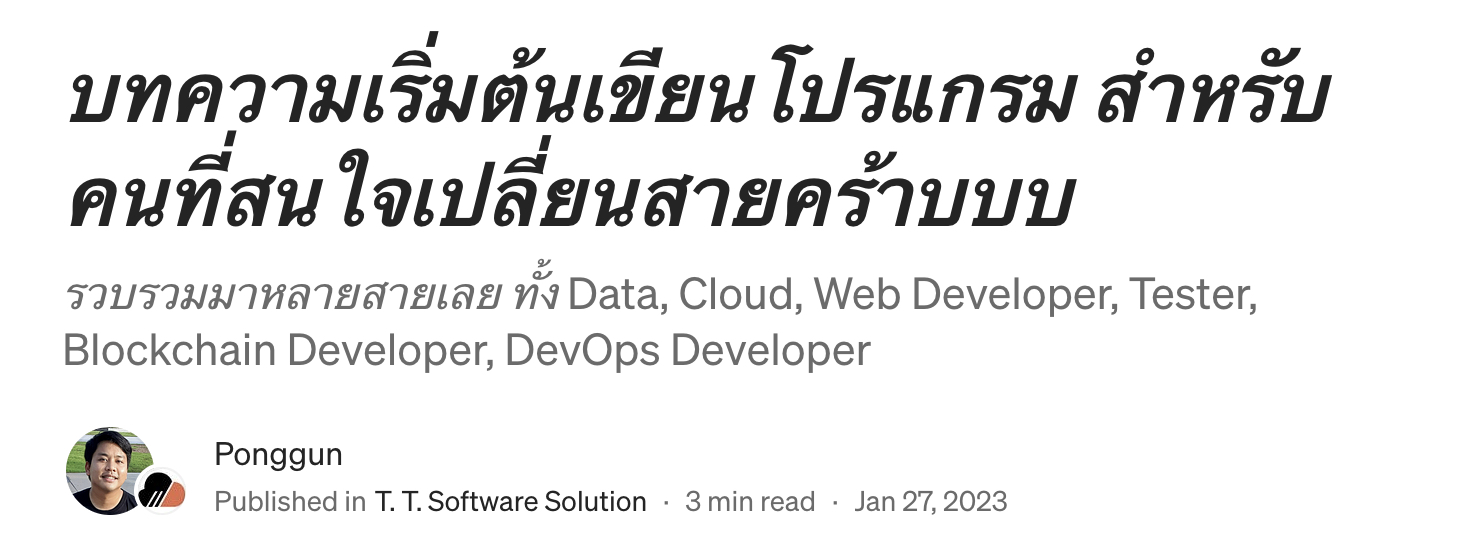 บทความเริ่มต้นเขียนโปรแกรม สำหรับ
คนที่สนใจเปลี่ยนสายคร้าบบบ
รวบรวมมาหลายสายเลย ทั้ง Data, Cloud, Web Developer, Tester,
Blockchain Developer, DevOps Developer
Ponggun
Published in T. T. Software Solution · 3 min read · Jan 27, 2023